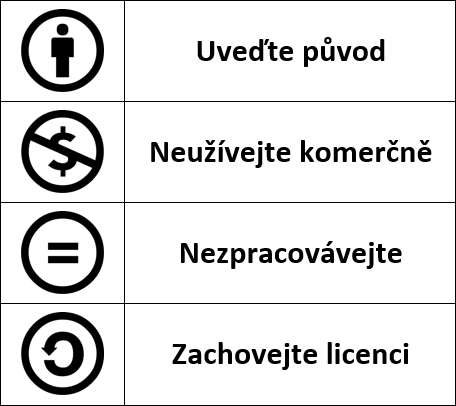 Uveďte původ
Neužívejte komerčně
Nezpracovávejte
Zachovejte licenci